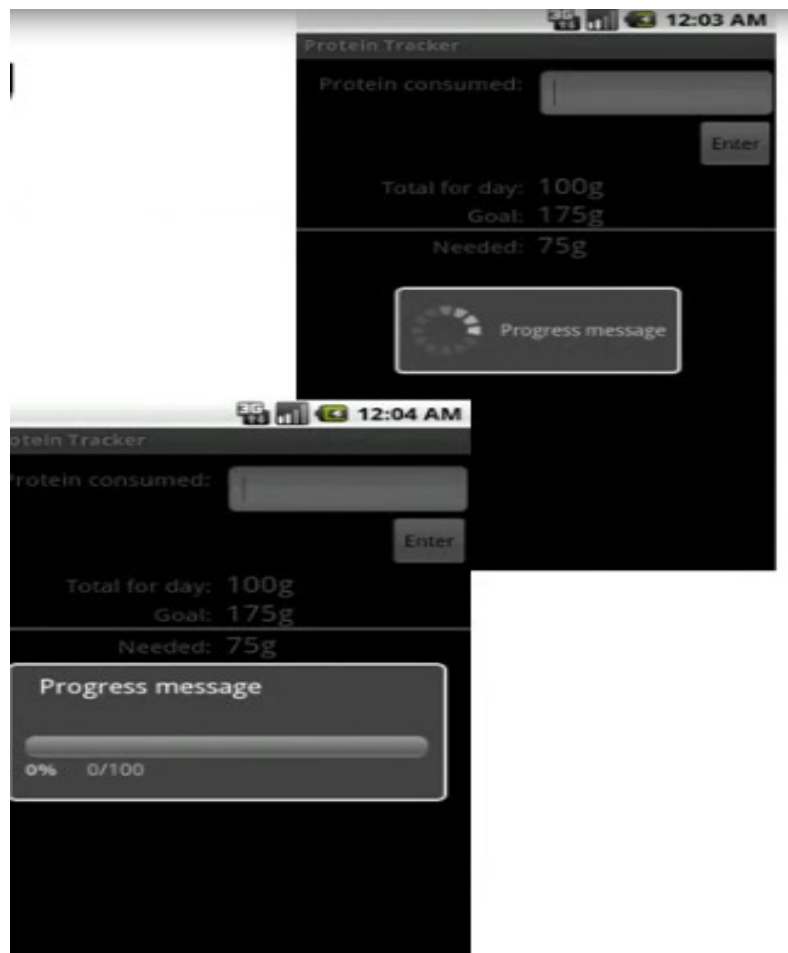 3G
12:03 AM
Protein Tracker
Protein consumed:
Enter
Total for day: 100g
Goal: 175g
Needed: 75g
Progress message
3G
12:04 AM
otein Tracker
rotein consumed:
Enter
Total for day: 100g
Goal: 175g
Needed: 75g
Progress message
0% 0/100